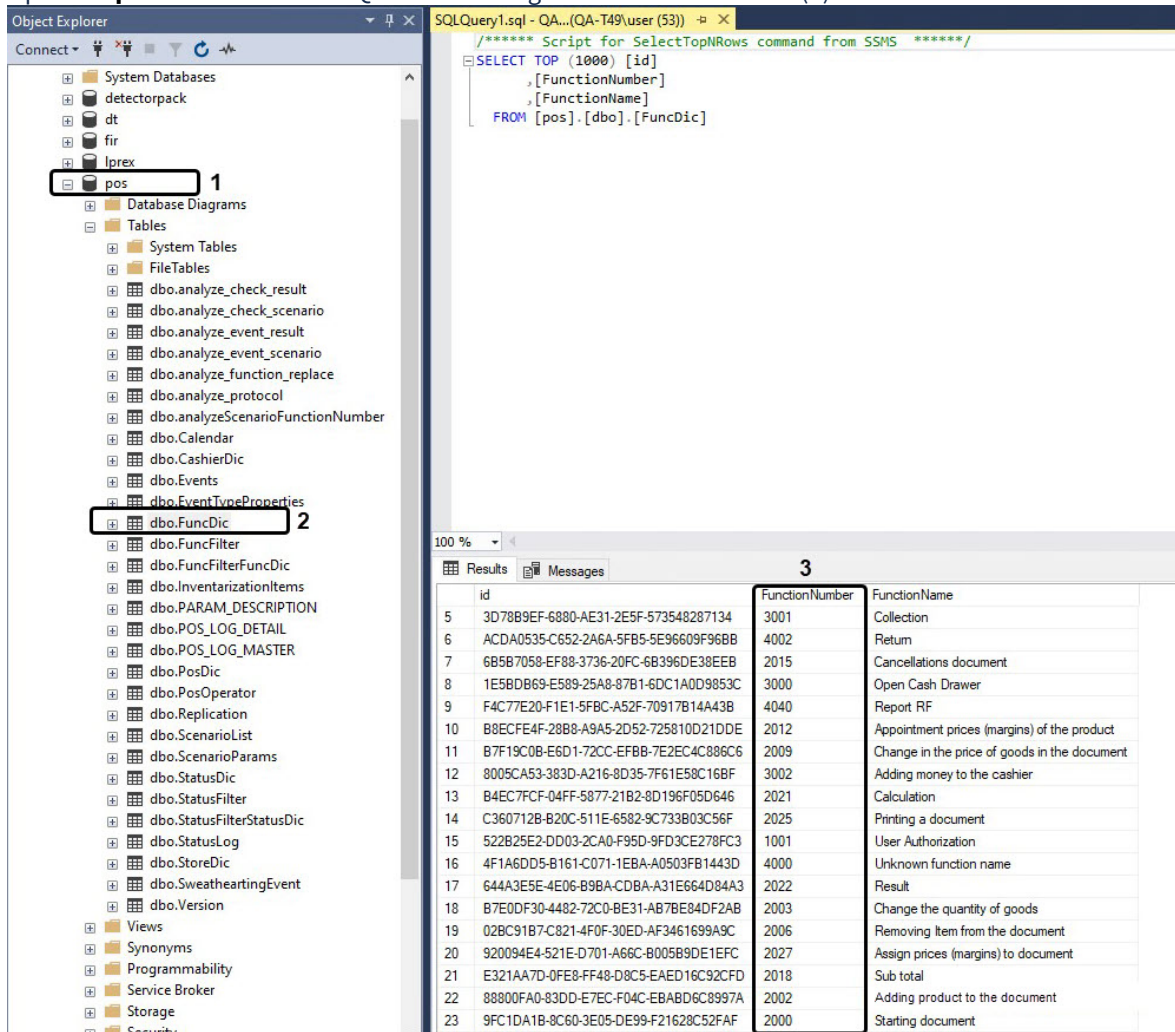 Object Explorer
Connect
System Databases
detectorpack
dt
fir
lprex
pos 1
Database Diagrams
Tables
System Tables
FileTables
dbo.analyze_check_result
dbo.analyze_check_scenario
dbo.analyze_event_result
dbo.analyze_event_scenario
dbo.analyze_function_replace
dbo.analyze_protocol
dbo.analyzeScenarioFunctionNumber
dbo.Calendar
dbo.CashierDic
dbo.Events
dbo.EventTypeProperties
dbo.FuncDic 2
dbo.FuncFilter
dbo.FuncFilterFuncDic
dbo.InventarizationItems
dbo.PARAM_DESCRIPTION
dbo.POS_LOG_DETAIL
dbo.POS_LOG_MASTER
dbo.PosDic
dbo.PosOperator
dbo.Replication
dbo.ScenarioList
dbo.ScenarioParams
dbo.StatusDic
dbo.StatusFilter
dbo.StatusFilterStatusDic
dbo.StatusLog
dbo.StoreDic
dbo.SweatheartingEvent
dbo.Version
Views
Synonyms
Programmability
Service Broker
Storage
Security
SQLQuery1.sql - QA...(QA-T49\user (53))
/****** Script for SelectTopNRows command from SSMS ******/
SELECT TOP (1000) [id]
,[FunctionNumber]
,[FunctionName]
FROM [pos].[dbo].[FuncDic]
100 %
Results Messages 3
id FunctionNumber FunctionName
5 3D78B9EF-6880-AE31-2E5F-573548287134 3001 Collection
6 ACDA0535-C652-2A6A-5FB5-5E96609F96BB 4002 Return
7 6B5B7058-EF88-3736-20FC-6B396DE38EEB 2015 Cancellations document
8 1E5BDB69-E589-25A8-87B1-6DC1A0D9853C 3000 Open Cash Drawer
9 F4C77E20-F1E1-5FBC-A52F-70917B14A43B 4040 Report RF
10 B8ECFE4F-28B8-A9A5-2D52-725810D21DDE 2012 Appointment prices (margins) of the product
11 B7F19C0B-E6D1-72CC-EFBB-7E2EC4C886C6 2009 Change in the price of goods in the document
12 8005CA53-383D-A216-8D35-7F61E58C16BF 3002 Adding money to the cashier
13 B4EC7FCF-04FF-5877-21B2-8D196F05D646 2021 Calculation
14 C360712B-B20C-511E-6582-9C733B03C56F 2025 Printing a document
15 522B25E2-DD03-2CA0-F95D-9FD3CE278FC3 1001 User Authorization
16 4F1A6DD5-B161-C071-1EBA-A0503FB1443D 4000 Unknown function name
17 644A3E5E-4E06-B9BA-CDBA-A31E664D84A3 2022 Result
18 B7E0DF30-4482-72C0-BE31-AB7BE84DF2AB 2003 Change the quantity of goods
19 02BC91B7-C821-4F0F-30ED-AF3461699A9C 2006 Removing Item from the document
20 920094E4-521E-D701-A66C-B005B9DE1EFC 2027 Assign prices (margins) to document
21 E321AA7D-0FE8-FF48-D8C5-EAED16C92CFD 2018 Sub total
22 88800FA0-83DD-E7EC-F04C-EBABD6C8997A 2002 Adding product to the document
23 9FC1DA1B-8C60-3E05-DE99-F21628C52FAF 2000 Starting document